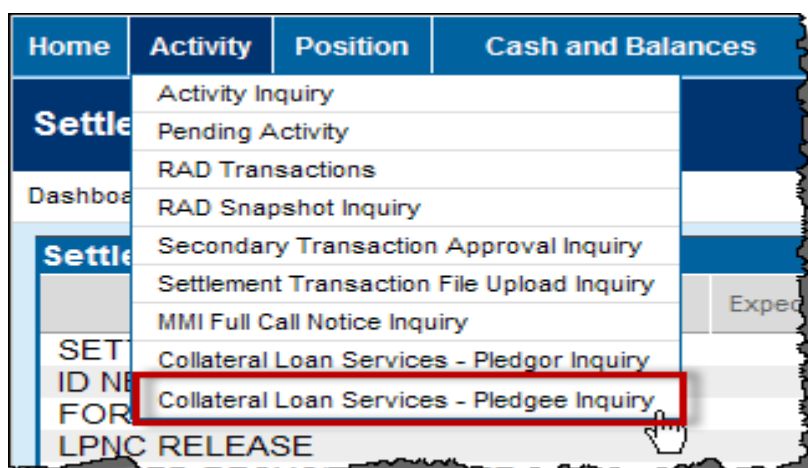 Home Activity Position Cash and Balances
Activity Inquiry
Settle
Pending Activity
RAD Transactions
Dashboa
RAD Snapshot Inquiry
Secondary Transaction Approval Inquiry
Settle
Settlement Transaction File Upload Inquiry
Expec
MMI Full Call Notice Inquiry
SET
Collateral Loan Services - Pledgor Inquiry
ID NE
Collateral Loan Services - Pledgee Inquiry
FOR
LPNC RELEASE